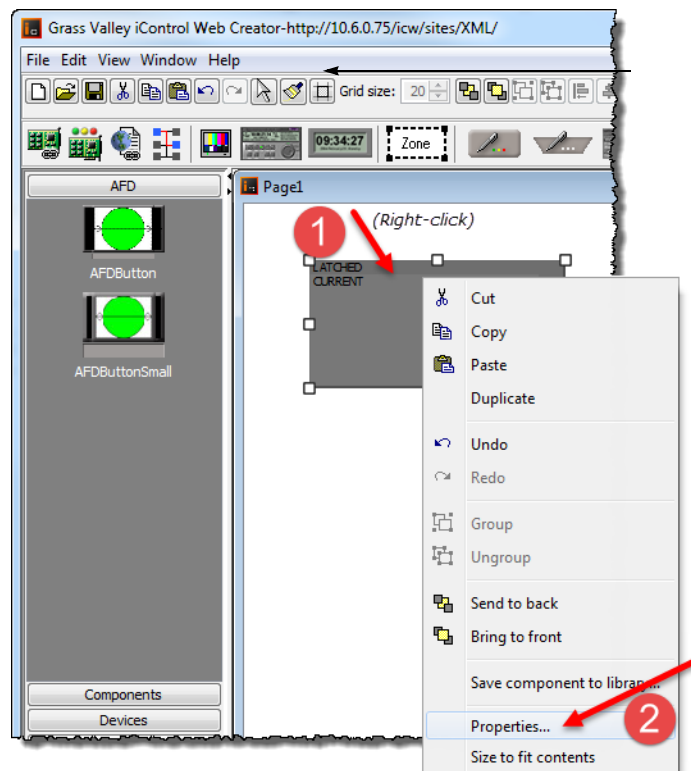 Grass Valley iControl Web Creator-http://10.6.0.75/icw/sites/XML/
File Edit View Window Help
Grid size: 20
09:34:27
Zone
AFD
AFDButton
AFDButtonSmall
Components
Devices
Page1
1
(Right-click)
LATCHED
CURRENT
Cut
Copy
Paste
Duplicate
Undo
Redo
Group
Ungroup
Send to back
Bring to front
Save component to library...
Properties...
2
Size to fit contents